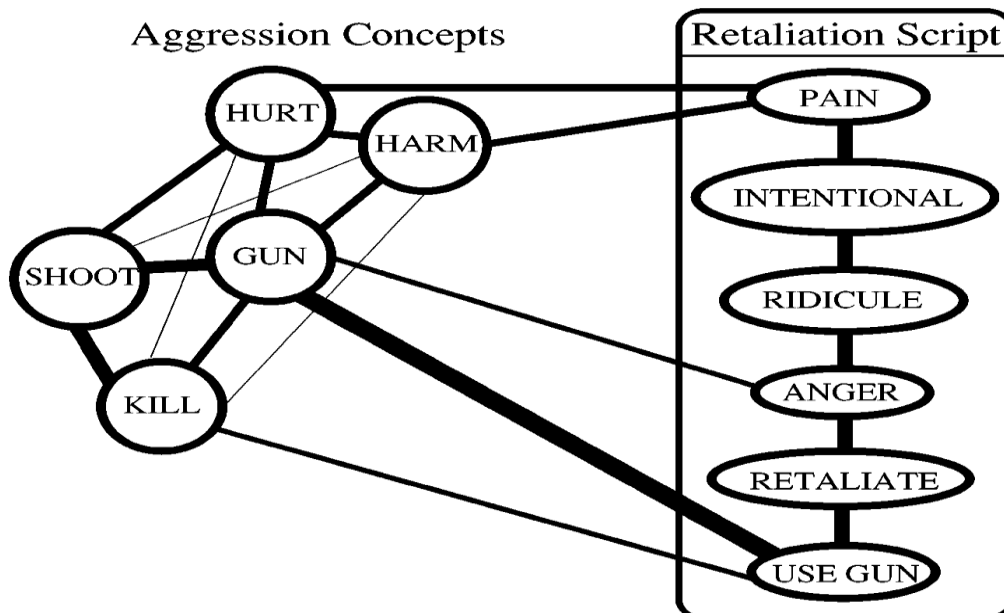 Aggression Concepts
Retaliation Script
HURT
HARM
SHOOT
GUN
KILL
PAIN
INTENTIONAL
RIDICULE
ANGER
RETALIATE
USE GUN